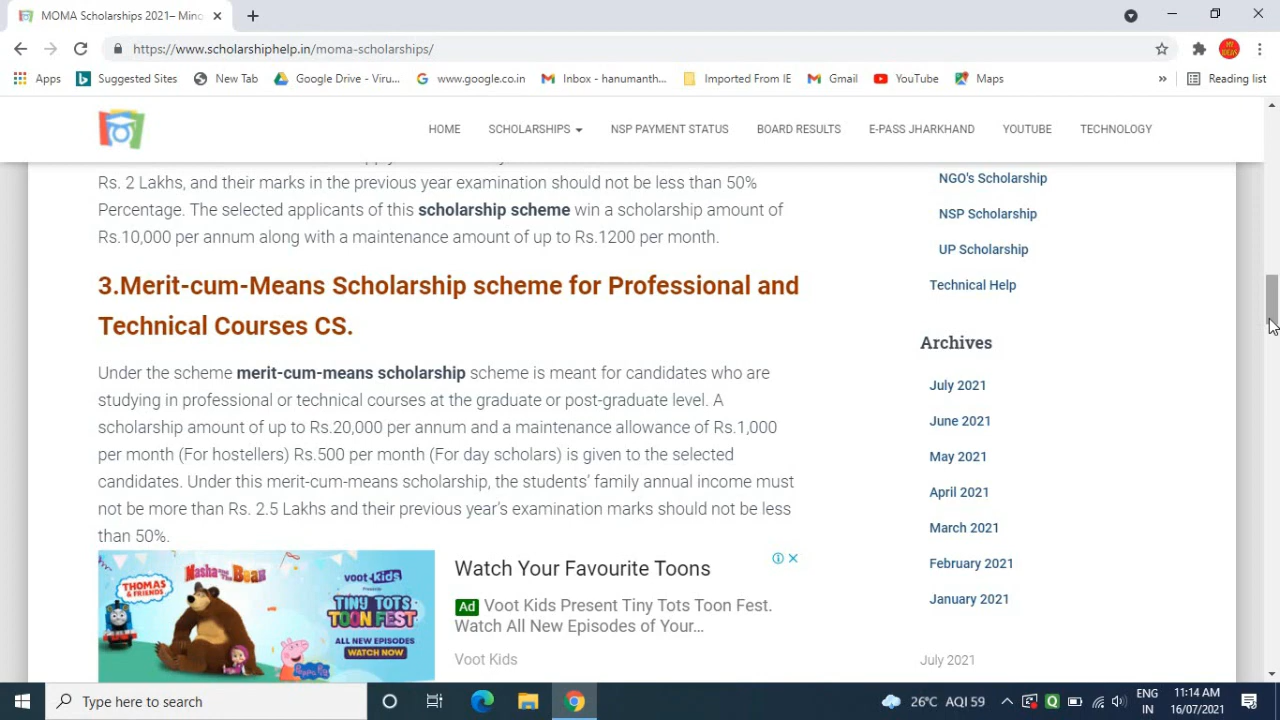 MOMA Scholarships 2021– Mino
https://www.scholarshiphelp.in/moma-scholarships/
Apps
Suggested Sites
New Tab
Google Drive - Viru...
www.google.co.in
Inbox - hanumanth...
Imported From IE
Gmail
YouTube
Maps
»
Reading list
HOME
SCHOLARSHIPS
NSP PAYMENT STATUS
BOARD RESULTS
E-PASS JHARKHAND
YOUTUBE
TECHNOLOGY
Rs. 2 Lakhs, and their marks in the previous year examination should not be less than 50%
Percentage. The selected applicants of this scholarship scheme win a scholarship amount of
Rs.10,000 per annum along with a maintenance amount of up to Rs.1200 per month.
3.Merit-cum-Means Scholarship scheme for Professional and
Technical Courses CS.
Under the scheme merit-cum-means scholarship scheme is meant for candidates who are
studying in professional or technical courses at the graduate or post-graduate level. A
scholarship amount of up to Rs.20,000 per annum and a maintenance allowance of Rs.1,000
per month (For hostellers) Rs.500 per month (For day scholars) is given to the selected
candidates. Under this merit-cum-means scholarship, the students' family annual income must
not be more than Rs. 2.5 Lakhs and their previous year's examination marks should not be less
than 50%.
THOMAS
& FRIENDS
Masha and the Bear
voot kids
Presents
TINY TOTS
TOON FEST
ALL NEW EPISODES
WATCH NOW
Peppa Pig
Watch Your Favourite Toons
Ad Voot Kids Present Tiny Tots Toon Fest.
Watch All New Episodes of Your...
Voot Kids
NGO's Scholarship
NSP Scholarship
UP Scholarship
Technical Help
Archives
July 2021
June 2021
May 2021
April 2021
March 2021
February 2021
January 2021
July 2021
Type here to search
26°C AQI 59
ENG
IN
11:14 AM
16/07/2021